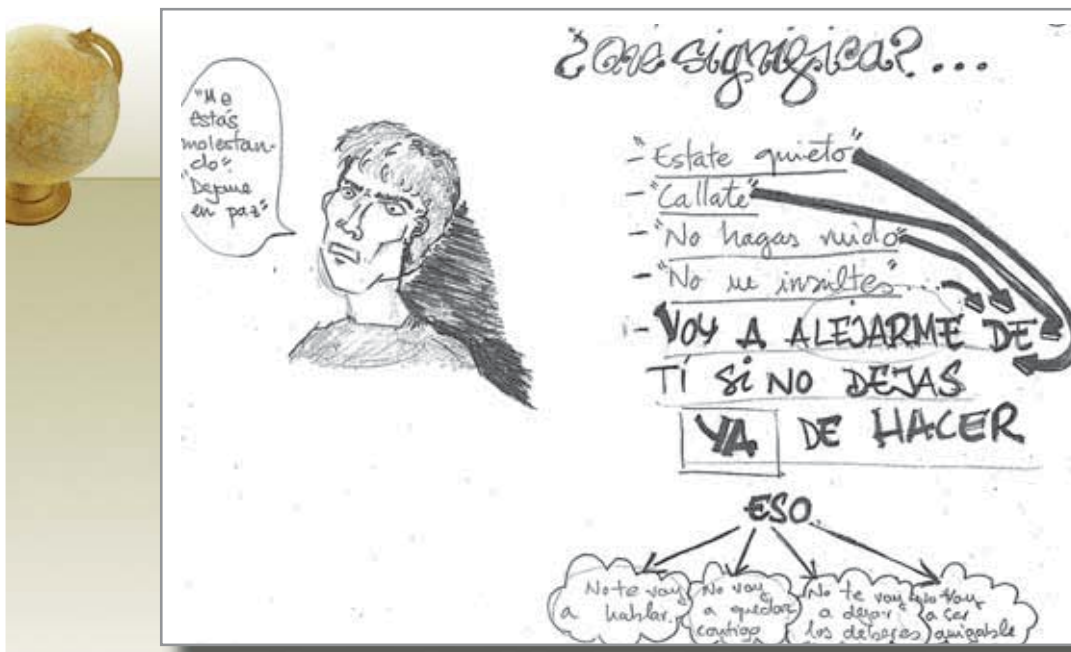 "Me
estás
molestan-
do".
"Dejame
en paz"
¿Qué significa?...
- "Estate quieto"
- "Callate"
- "No hagas ruido"
- "No me insultes"
- VOY A ALEJARME DE
TÍ SI NO DEJAS
YA DE HACER
ESO.
No te voy
a hablar.
No voy
a quedar
contigo
No te voy
a dejar
los deberes
No voy
a ser
amigable